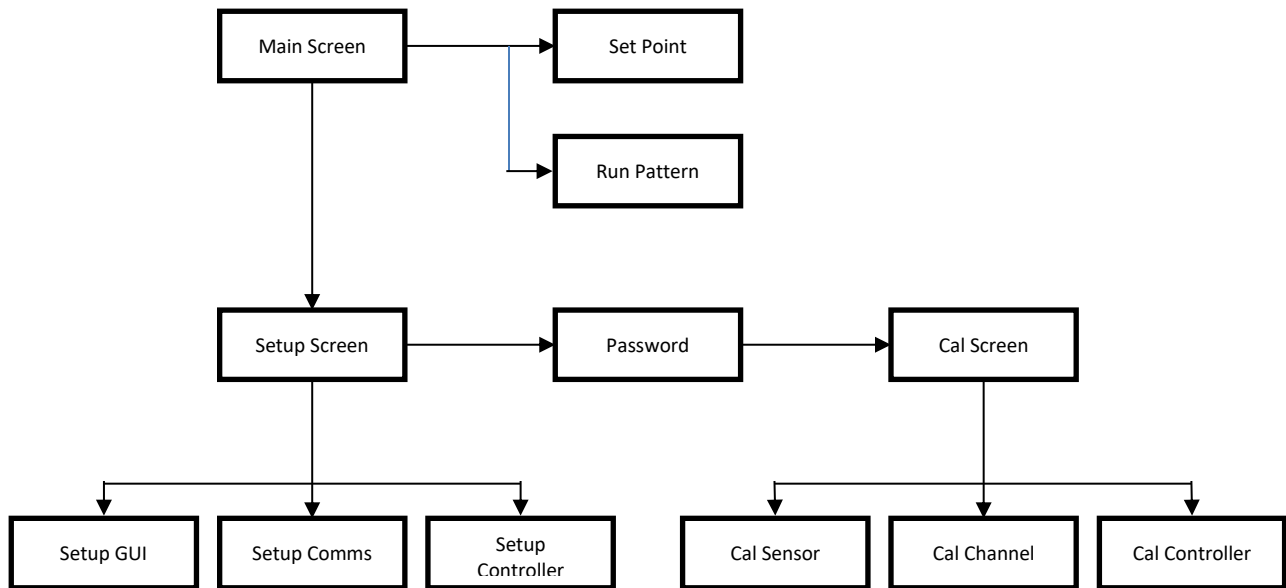 Main Screen
Set Point
Run Pattern
Setup Screen
Password
Cal Screen
Setup GUI
Setup Comms
Setup
Controller
Cal Sensor
Cal Channel
Cal Controller